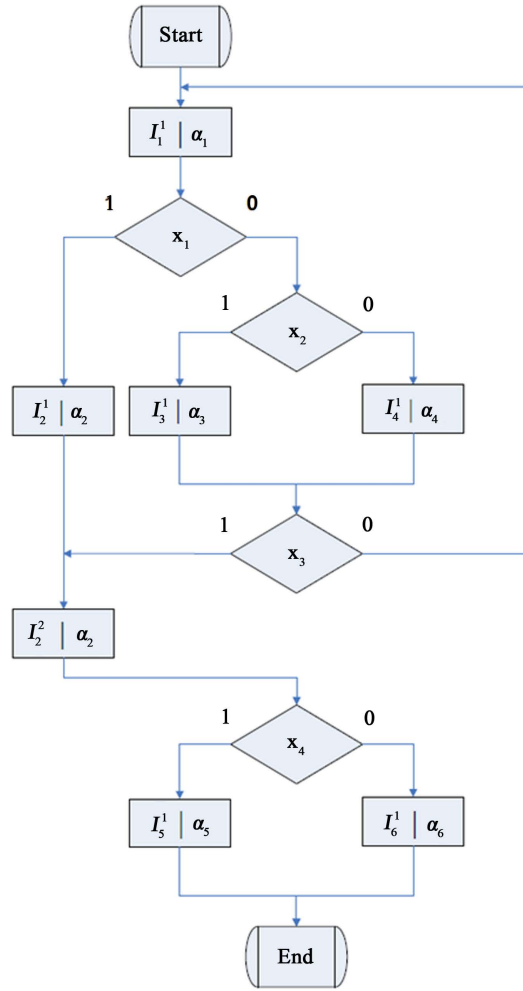 Start
I₁¹ | α₁
1 0
x₁
1 0
x₂
I₂¹ | α₂ I₃¹ | α₃ I₄¹ | α₄
1 0
x₃
I₂² | α₂
1 0
x₄
I₅¹ | α₅ I₆¹ | α₆
End